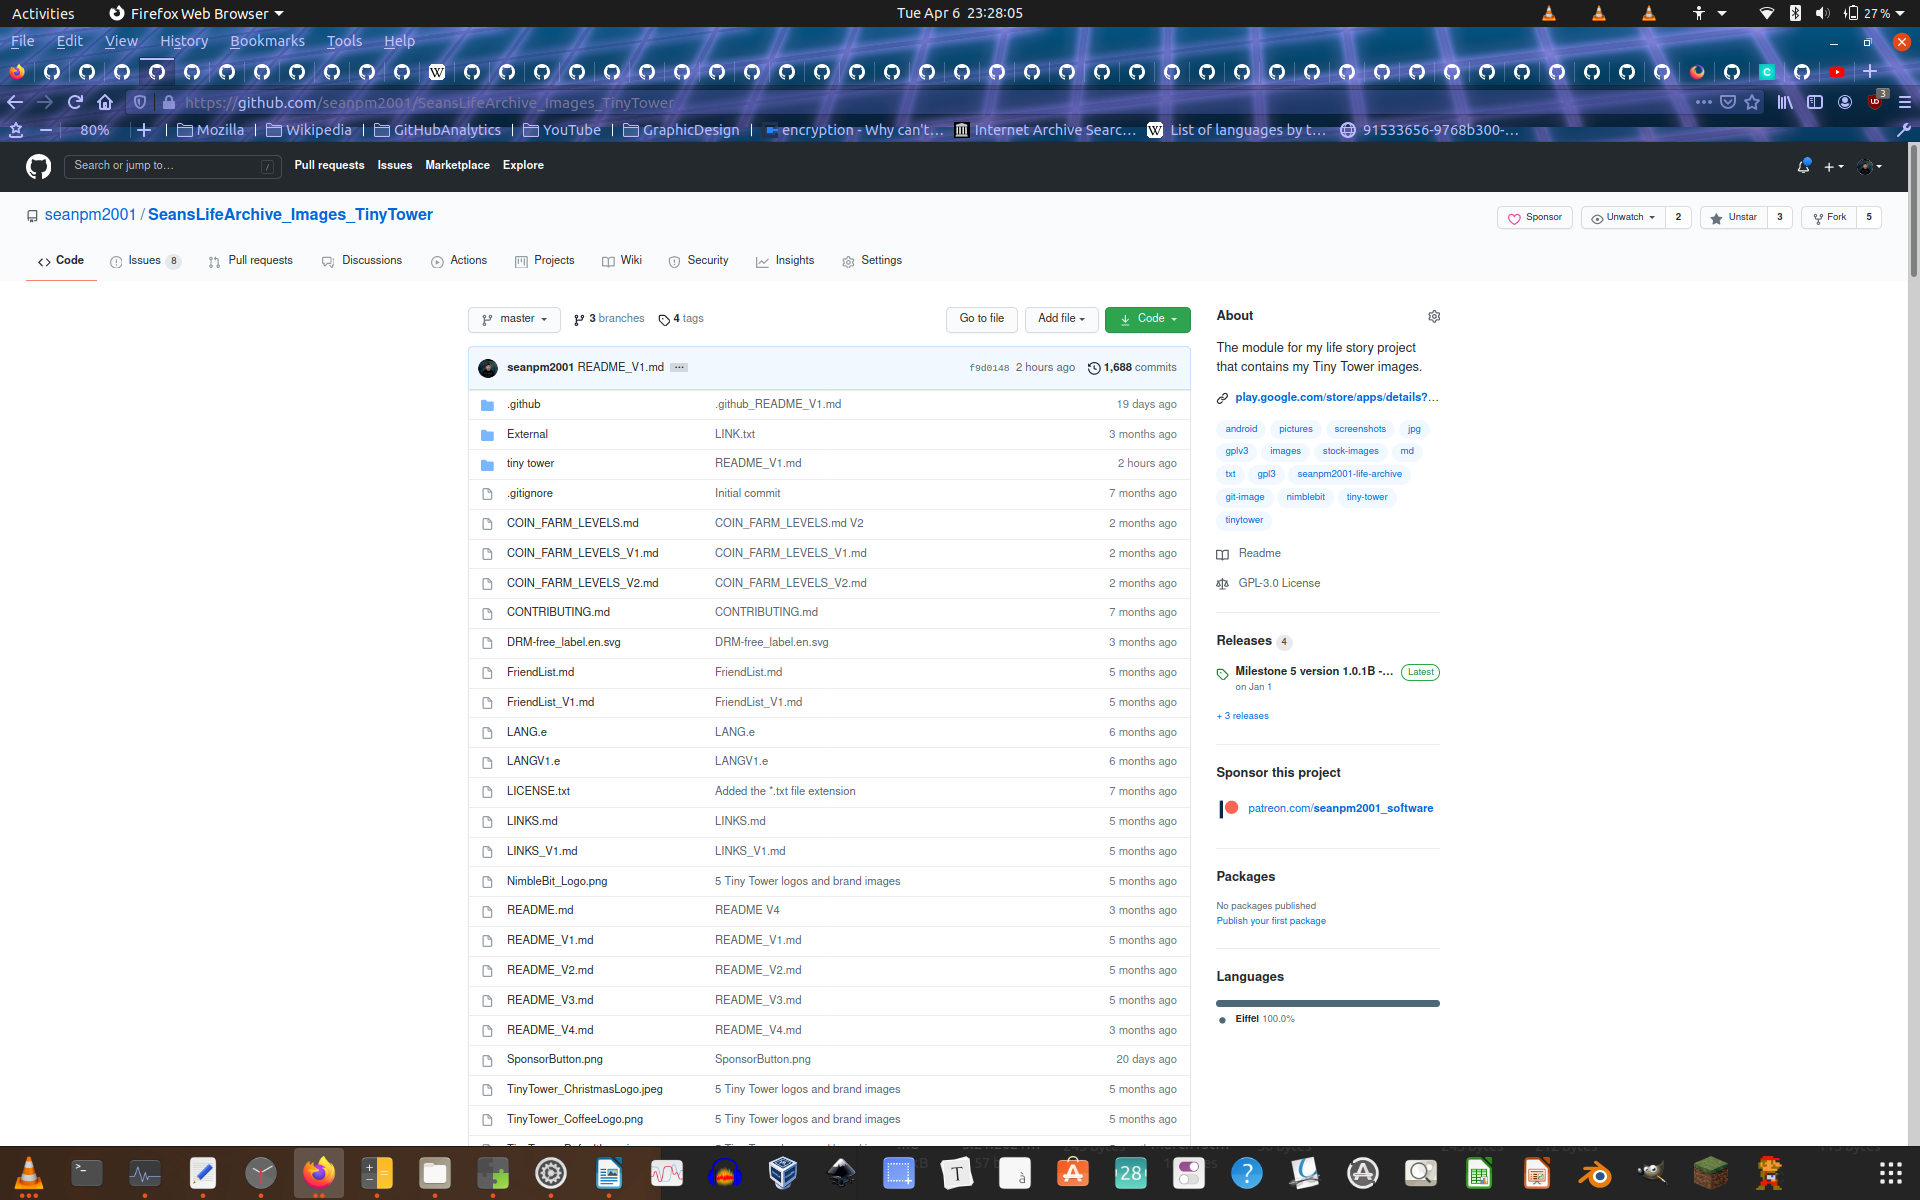 Activities Firefox Web Browser Tue Apr 6 23:28:05 27 %
File Edit View History Bookmarks Tools Help
https://github.com/seanpm2001/SeansLifeArchive_Images_TinyTower 3
80% Mozilla Wikipedia GitHubAnalytics YouTube GraphicDesign encryption - Why can't… Internet Archive Searc… List of languages by t… 91533656-9768b300-…
Search or jump to… / Pull requests Issues Marketplace Explore
seanpm2001 / SeansLifeArchive_Images_TinyTower Sponsor Unwatch 2 Unstar 3 Fork 5
Code Issues 8 Pull requests Discussions Actions Projects Wiki Security Insights Settings
master 3 branches 4 tags Go to file Add file Code
seanpm2001 README_V1.md ... f9d0148 2 hours ago 1,688 commits
.github .github_README_V1.md 19 days ago
External LINK.txt 3 months ago
tiny tower README_V1.md 2 hours ago
.gitignore Initial commit 7 months ago
COIN_FARM_LEVELS.md COIN_FARM_LEVELS.md V2 2 months ago
COIN_FARM_LEVELS_V1.md COIN_FARM_LEVELS_V1.md 2 months ago
COIN_FARM_LEVELS_V2.md COIN_FARM_LEVELS_V2.md 2 months ago
CONTRIBUTING.md CONTRIBUTING.md 7 months ago
DRM-free_label.en.svg DRM-free_label.en.svg 3 months ago
FriendList.md FriendList.md 5 months ago
FriendList_V1.md FriendList_V1.md 5 months ago
LANG.e LANG.e 6 months ago
LANGV1.e LANGV1.e 6 months ago
LICENSE.txt Added the *.txt file extension 7 months ago
LINKS.md LINKS.md 5 months ago
LINKS_V1.md LINKS_V1.md 5 months ago
NimbleBit_Logo.png 5 Tiny Tower logos and brand images 5 months ago
README.md README V4 3 months ago
README_V1.md README_V1.md 5 months ago
README_V2.md README_V2.md 5 months ago
README_V3.md README_V3.md 5 months ago
README_V4.md README_V4.md 3 months ago
SponsorButton.png SponsorButton.png 20 days ago
TinyTower_ChristmasLogo.jpeg 5 Tiny Tower logos and brand images 5 months ago
TinyTower_CoffeeLogo.png 5 Tiny Tower logos and brand images 5 months ago
About
The module for my life story project
that contains my Tiny Tower images.
play.google.com/store/apps/details?…
android pictures screenshots jpg
gplv3 images stock-images md
txt gpl3 seanpm2001-life-archive
git-image nimblebit tiny-tower
tinytower
Readme
GPL-3.0 License
Releases 4
Milestone 5 version 1.0.1B -… Latest
on Jan 1
+ 3 releases
Sponsor this project
patreon.com/seanpm2001_software
Packages
No packages published
Publish your first package
Languages
Eiffel 100.0%
28